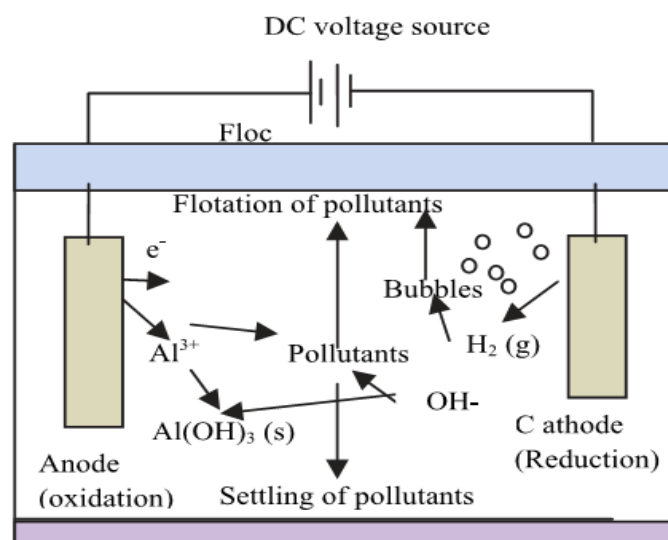 DC voltage source
Floc
Flotation of pollutants
e⁻
Bubbles
Al³⁺
Pollutants
H₂ (g)
OH-
Al(OH)₃ (s)
C athode
(Reduction)
Anode
(oxidation)
Settling of pollutants